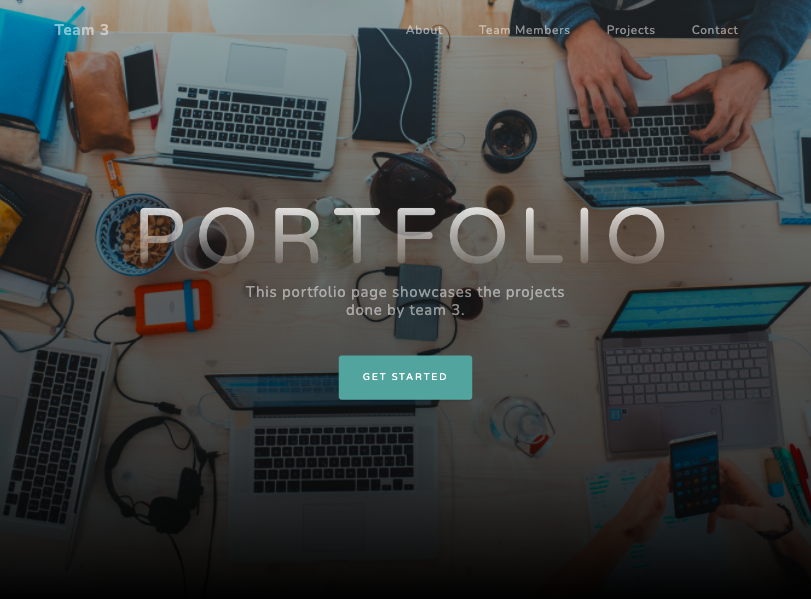 Team 3
About
Team Members
Projects
Contact
PORTFOLIO
This portfolio page showcases the projects
done by team 3.
GET STARTED